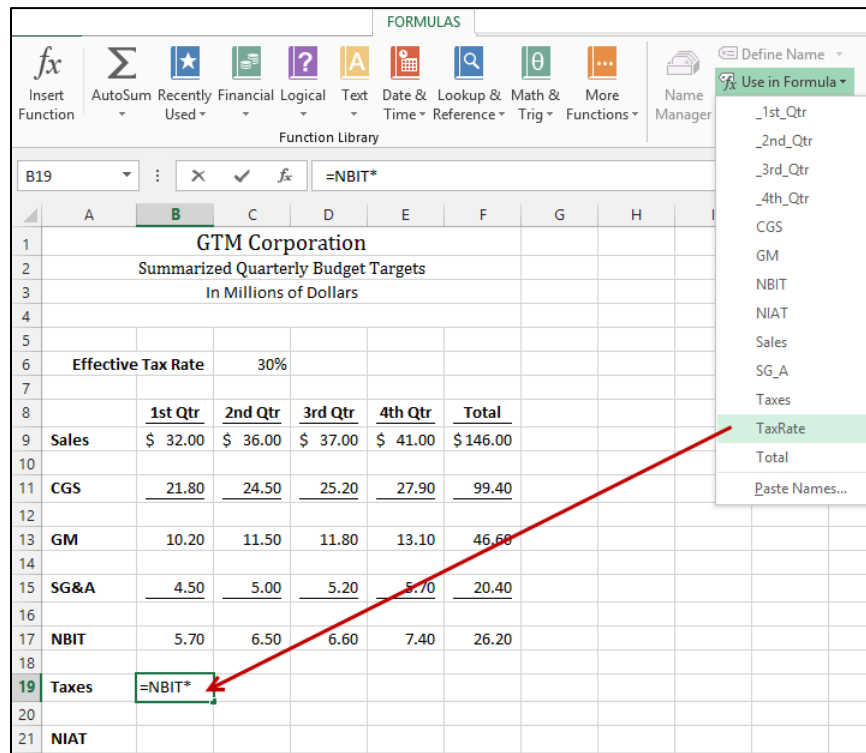 FORMULAS
fx Σ ? A θ ...
Insert Function
AutoSum
Recently Used
Financial
Logical
Text
Date & Time
Lookup & Reference
Math & Trig
More Functions
Name Manager
Define Name
Use in Formula
Function Library
_1st_Qtr
_2nd_Qtr
_3rd_Qtr
_4th_Qtr
CGS
GM
NBIT
NIAT
Sales
SG_A
Taxes
TaxRate
Total
Paste Names...
B19 fx =NBIT*
A B C D E F G H I
1 GTM Corporation
2 Summarized Quarterly Budget Targets
3 In Millions of Dollars
4
5
6 Effective Tax Rate 30%
7
8 1st Qtr 2nd Qtr 3rd Qtr 4th Qtr Total
9 Sales $ 32.00 $ 36.00 $ 37.00 $ 41.00 $146.00
10
11 CGS 21.80 24.50 25.20 27.90 99.40
12
13 GM 10.20 11.50 11.80 13.10 46.60
14
15 SG&A 4.50 5.00 5.20 5.70 20.40
16
17 NBIT 5.70 6.50 6.60 7.40 26.20
18
19 Taxes =NBIT*
20
21 NIAT